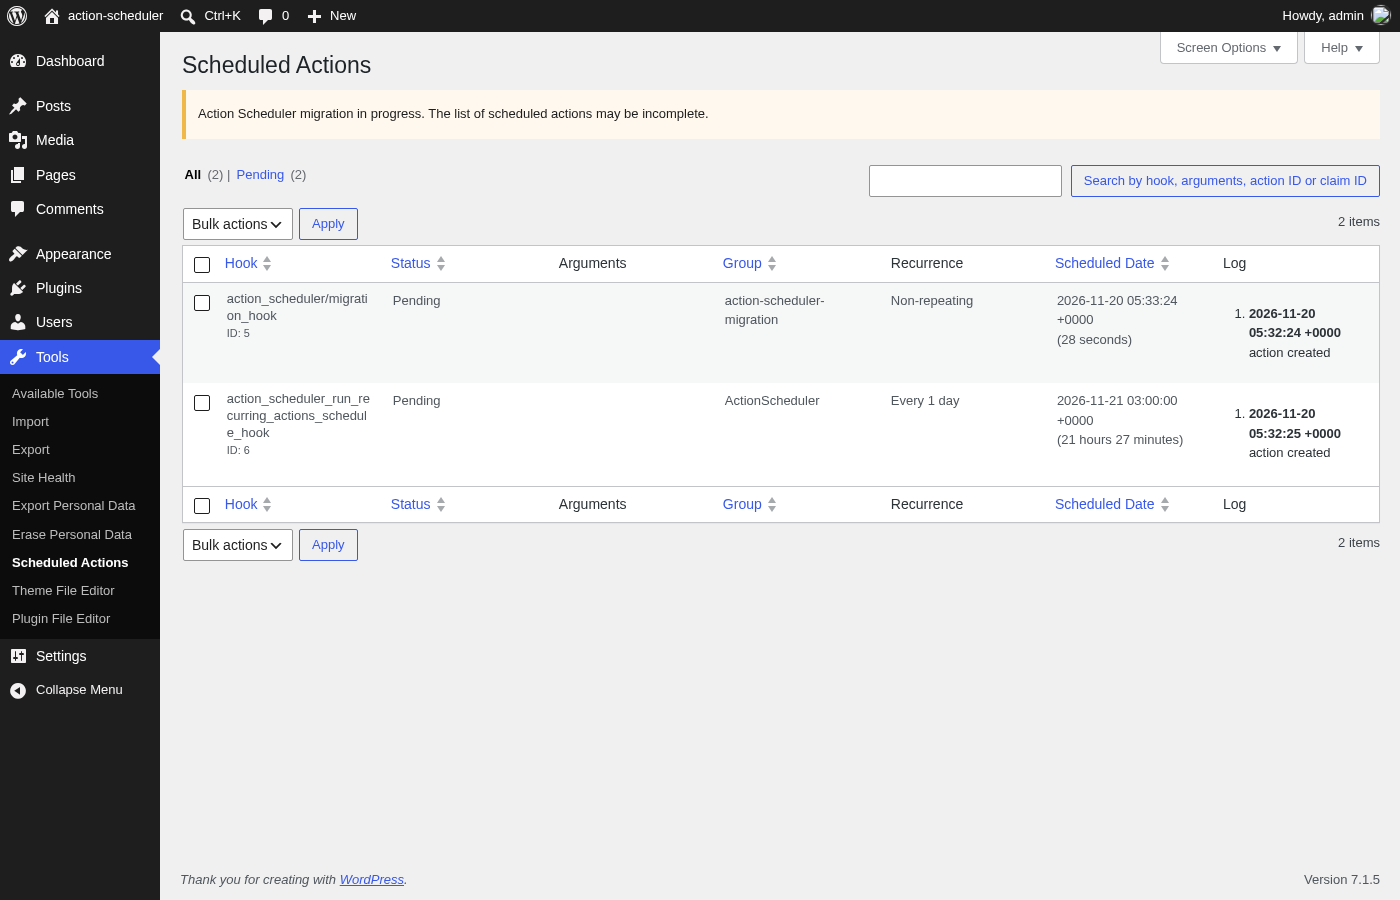 action-scheduler
Ctrl+K
0
New
Howdy, admin
Dashboard
Posts
Media
Pages
Comments
Appearance
Plugins
Users
Tools
Available Tools
Import
Export
Site Health
Export Personal Data
Erase Personal Data
Scheduled Actions
Theme File Editor
Plugin File Editor
Settings
Collapse Menu
Screen Options
Help
Scheduled Actions
Action Scheduler migration in progress. The list of scheduled actions may be incomplete.
All (2) | Pending (2)
Search by hook, arguments, action ID or claim ID
Bulk actions
Apply
2 items
Hook Status Arguments Group Recurrence Scheduled Date Log
action_scheduler/migrati
on_hook
ID: 5
Pending
action-scheduler-
migration
Non-repeating
2026-11-20 05:33:24
+0000
(28 seconds)
1. 2026-11-20
05:32:24 +0000
action created
action_scheduler_run_re
curring_actions_schedul
e_hook
ID: 6
Pending
ActionScheduler
Every 1 day
2026-11-21 03:00:00
+0000
(21 hours 27 minutes)
1. 2026-11-20
05:32:25 +0000
action created
Hook Status Arguments Group Recurrence Scheduled Date Log
Bulk actions
Apply
2 items
Thank you for creating with WordPress.
Version 7.1.5